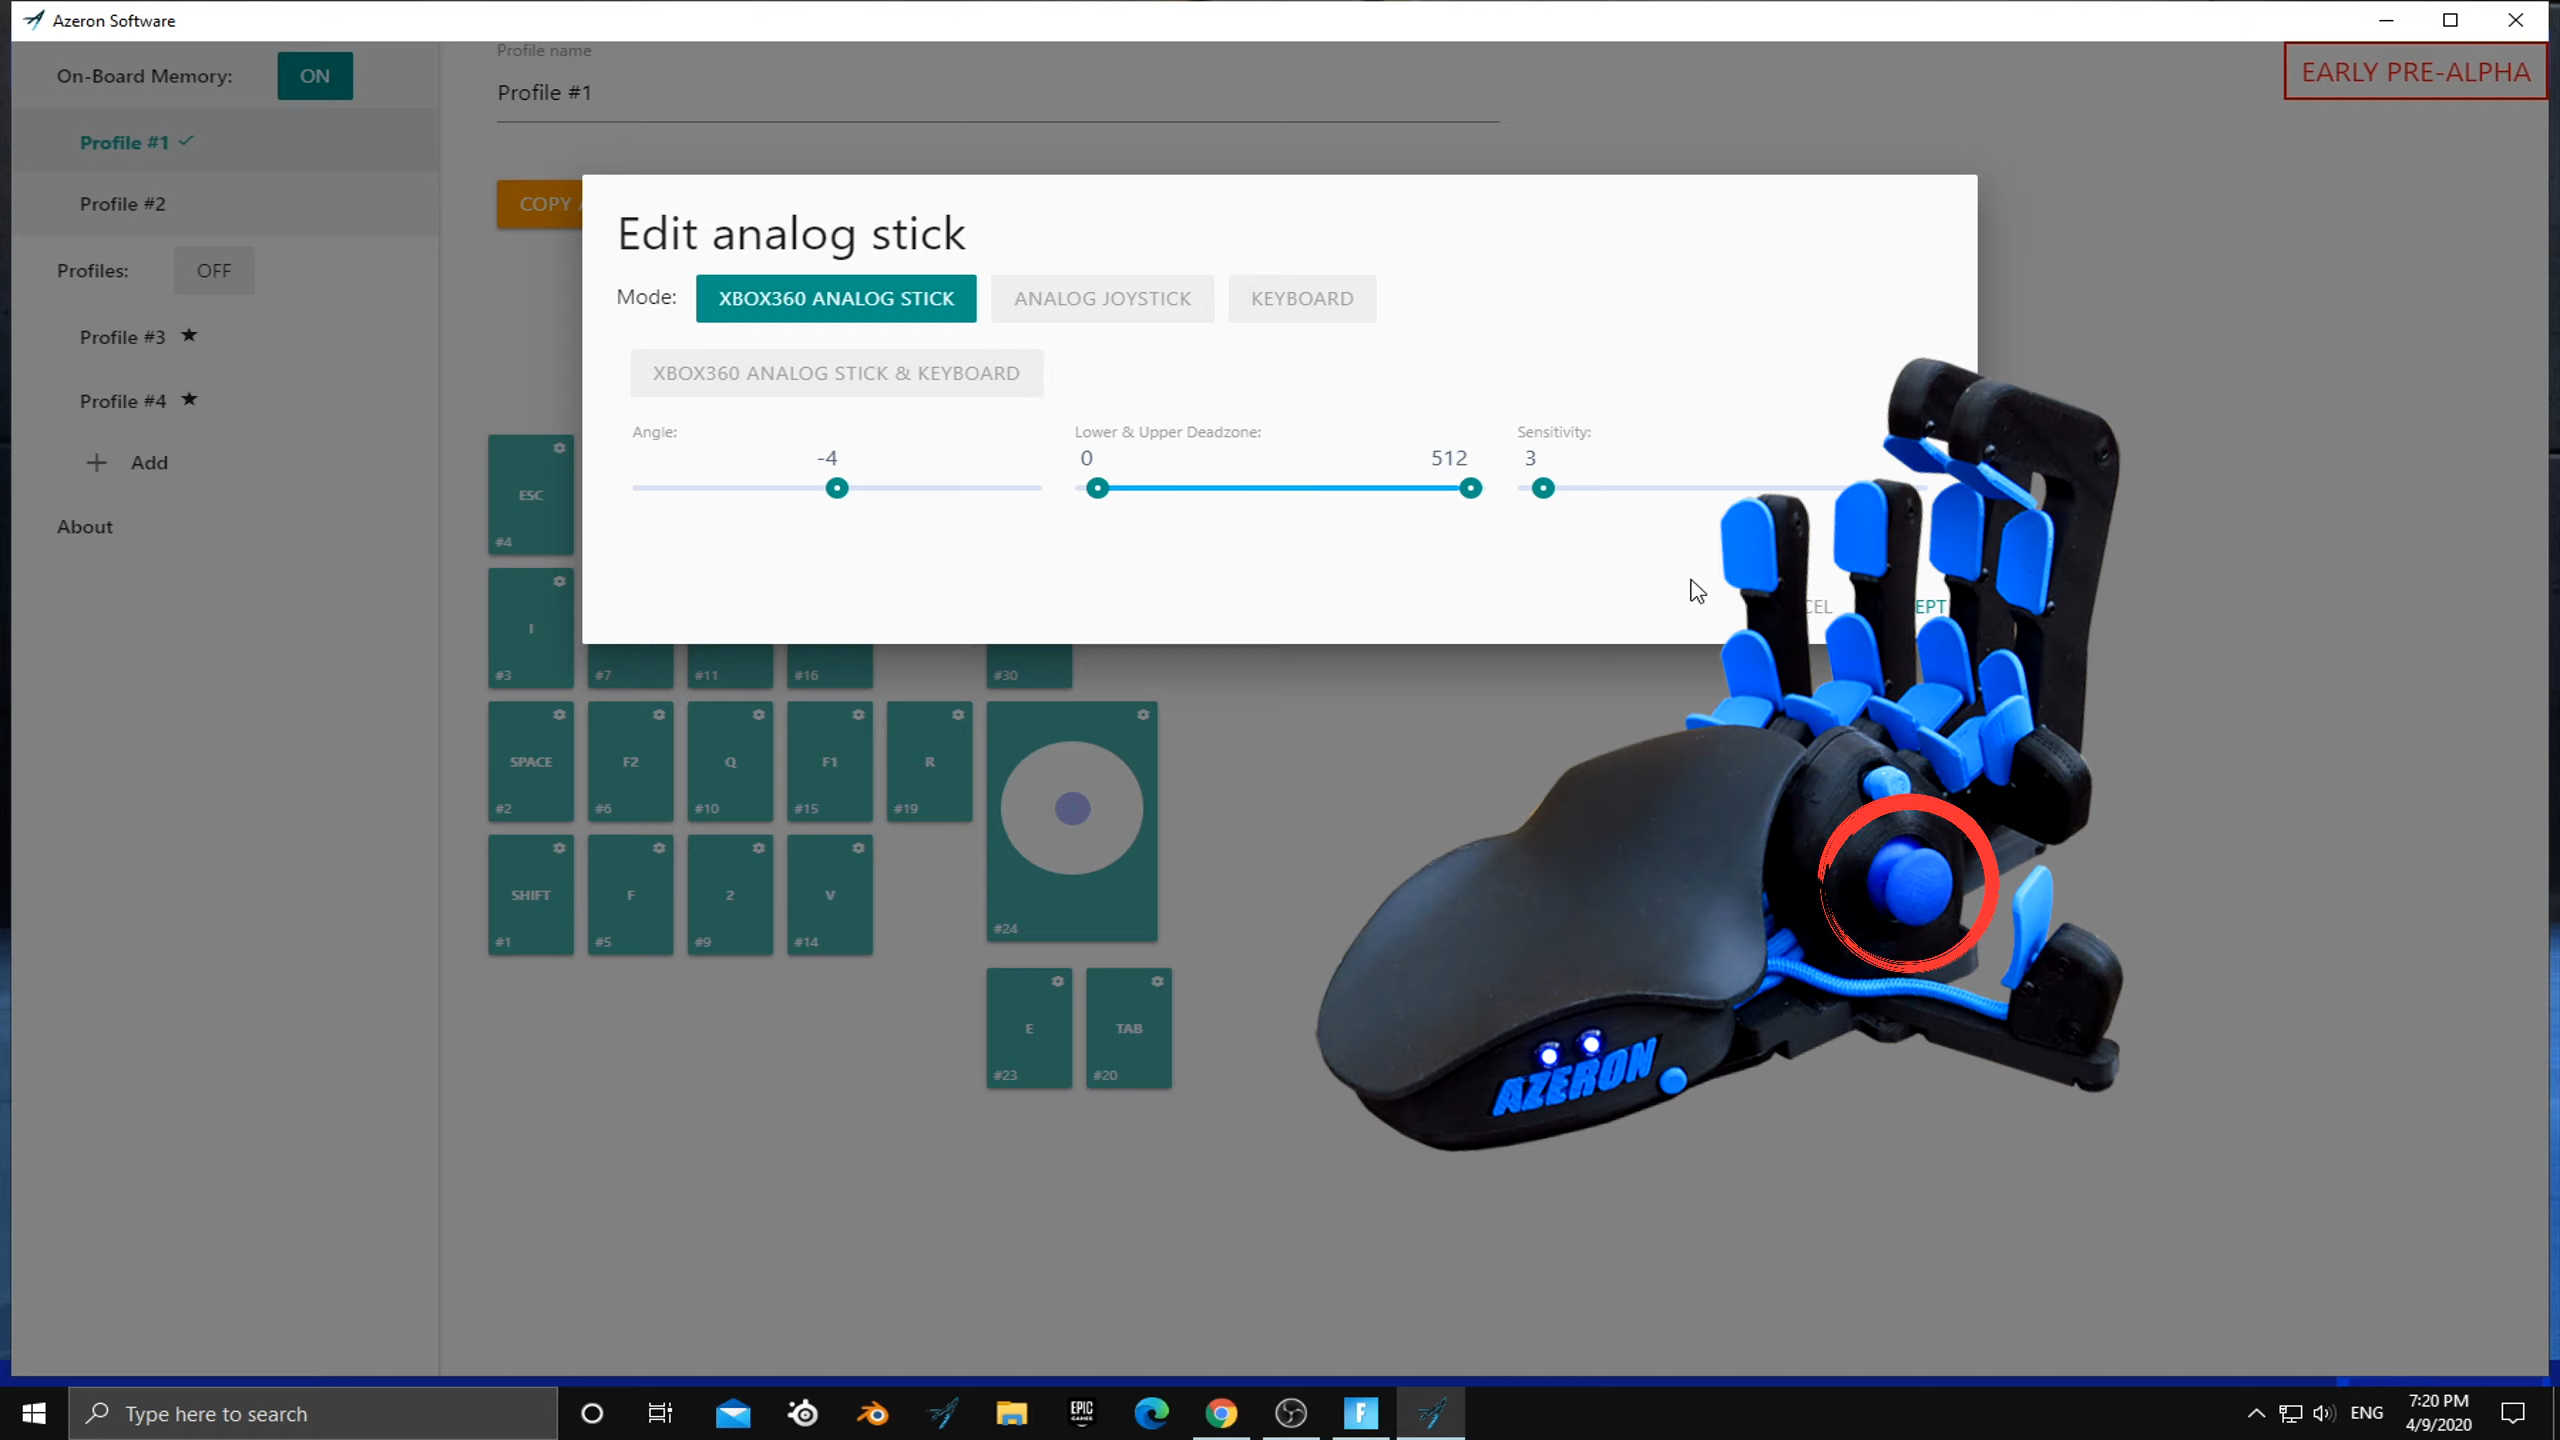 Azeron Software
On-Board Memory: ON
Profile #1
Profile #2
Profiles: OFF
Profile #3
Profile #4
Add
About
Profile name
Profile #1
EARLY PRE-ALPHA
COPY
Edit analog stick
Mode: XBOX360 ANALOG STICK ANALOG JOYSTICK KEYBOARD
XBOX360 ANALOG STICK & KEYBOARD
Angle: Lower & Upper Deadzone: Sensitivity:
-4 0 512 3
CEL EPT
ESC
#4
I
#3 #7 #11 #16 #30
SPACE F2 Q F1 R
#2 #6 #10 #15 #19
SHIFT F 2 V
#1 #5 #9 #14 #24
E TAB
#23 #20
AZERON
Type here to search
EPIC
GAMES
F
ENG
7:20 PM
4/9/2020